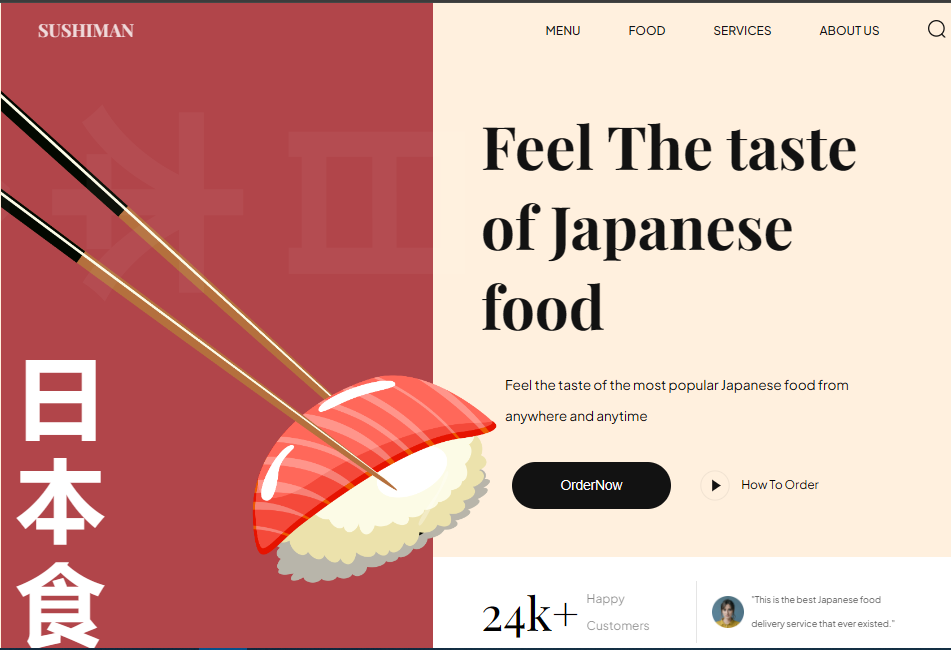 SUSHIMAN
MENU FOOD SERVICES ABOUT US
日本
Feel The taste
of Japanese
food
日
本
食
Feel the taste of the most popular Japanese food from
anywhere and anytime
OrderNow
How To Order
24k+
Happy
Customers
"This is the best Japanese food
delivery service that ever existed."